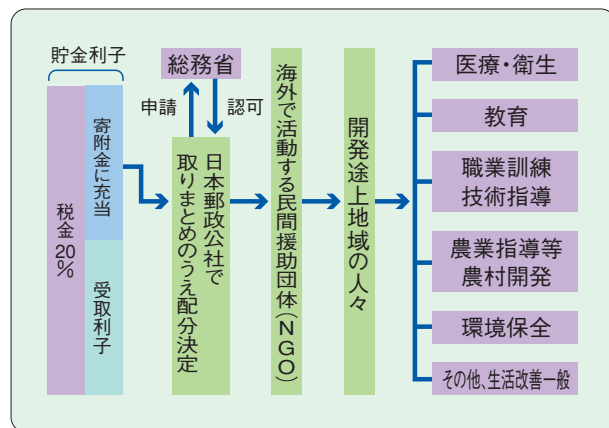 貯金利子
税金20%
寄附金に充当
受取利子
総務省
申請
認可
日本郵政公社で
取りまとめのうえ配分決定
海外で活動する民間援助団体(NGO)
開発途上地域の人々
医療・衛生
教育
職業訓練
技術指導
農業指導等
農村開発
環境保全
その他、生活改善一般